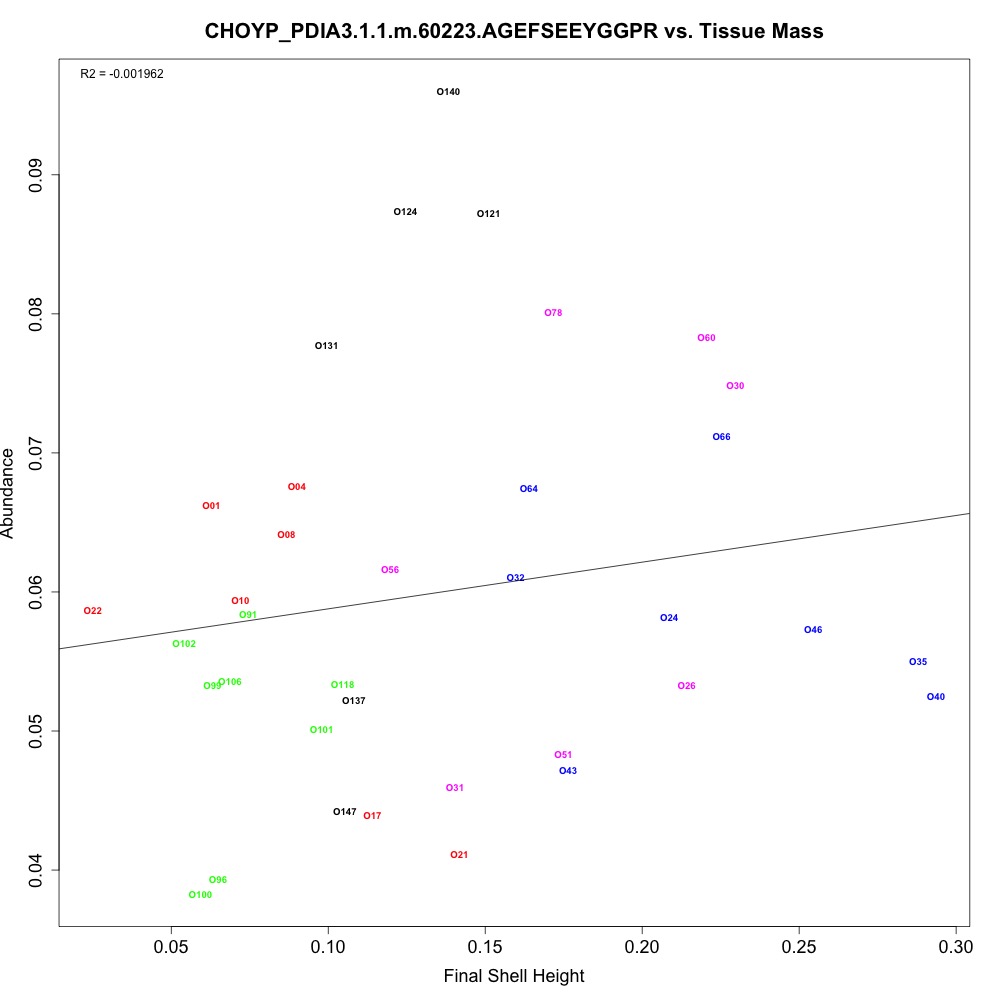 CHOYP_PDIA3.1.1.m.60223.AGEFSEEYGGPR vs. Tissue Mass
R2 = -0.001962
O140
O124
O121
O78
O60
O131
O30
O66
O04
O64
O01
O08
O56
O32
O10
O22
O91
O24
O46
O102
O35
O106
O99
O118
O26
O40
O137
O101
O51
O43
O31
O147
O17
O21
O96
O100
0.09
0.08
0.07
0.06
0.05
0.04
Abundance
0.05 0.10 0.15 0.20 0.25 0.30
Final Shell Height